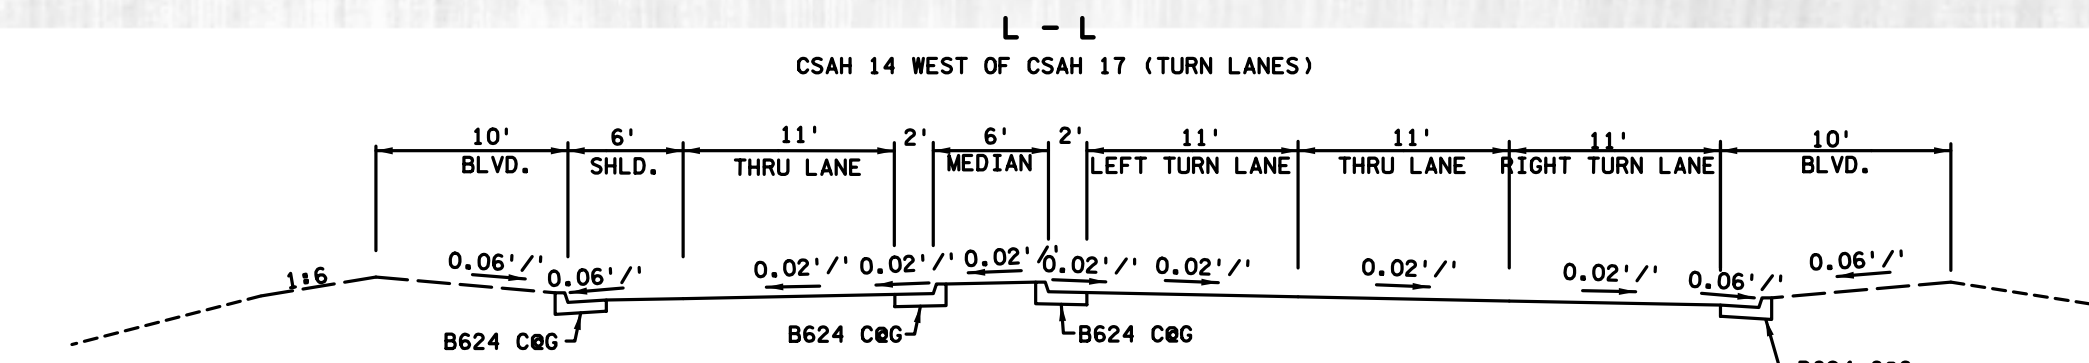 L - L
CSAH 14 WEST OF CSAH 17 (TURN LANES)
10' 6' 11' 2' 6' 2' 11' 11' 11' 10'
BLVD. SHLD. THRU LANE MEDIAN LEFT TURN LANE THRU LANE RIGHT TURN LANE BLVD.
1:6 0.06'/' 0.06'/' 0.02'/' 0.02'/' 0.02'/' 0.02'/' 0.02'/' 0.02'/' 0.02'/' 0.06'/' 0.06'/'
B624 C@G B624 C@G B624 C@G